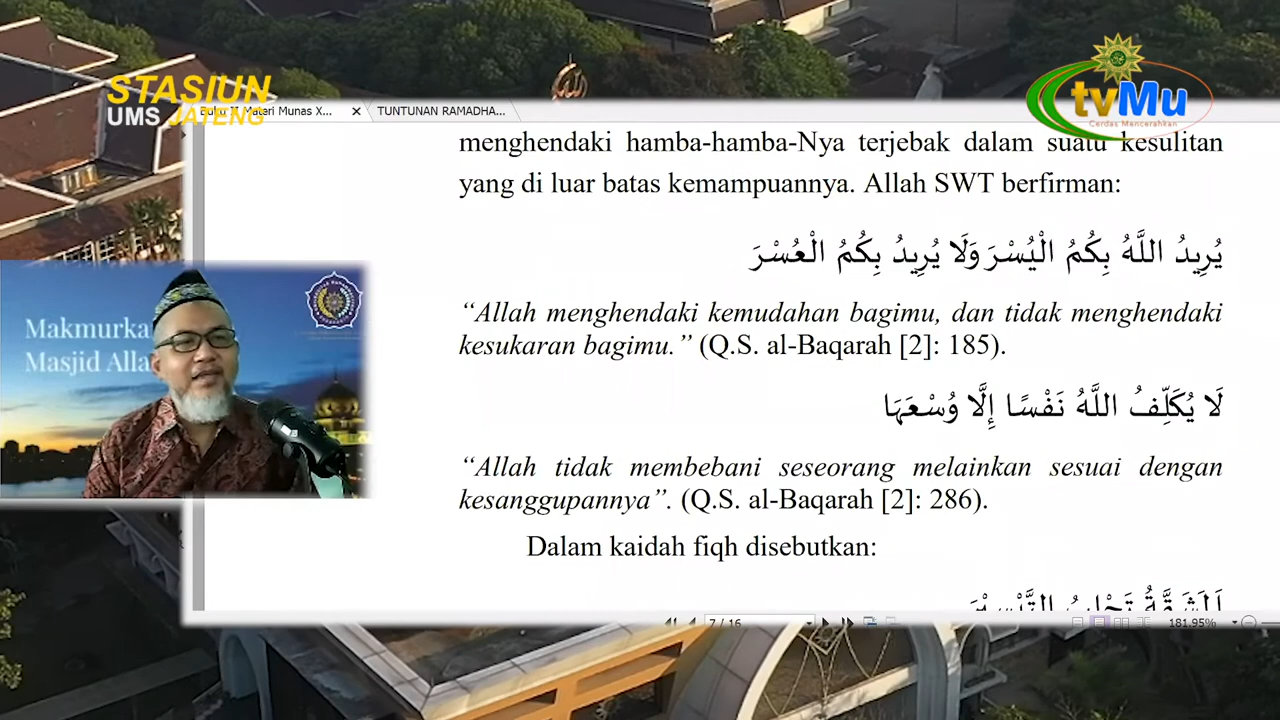 STASIUN
UMS JATENG
tvMu
Cerdas Mencerahkan
Materi Munas X...
TUNTUNAN RAMADHA...
menghendaki hamba-hamba-Nya terjebak dalam suatu kesulitan
yang di luar batas kemampuannya. Allah SWT berfirman:
يُرِيدُ اللَّهُ بِكُمُ الْيُسْرَ وَلَا يُرِيدُ بِكُمُ الْعُسْرَ
“Allah menghendaki kemudahan bagimu, dan tidak menghendaki
kesukaran bagimu.” (Q.S. al-Baqarah [2]: 185).
لَا يُكَلِّفُ اللَّهُ نَفْسًا إِلَّا وُسْعَهَا
“Allah tidak membebani seseorang melainkan sesuai dengan
kesanggupannya”. (Q.S. al-Baqarah [2]: 286).
Dalam kaidah fiqh disebutkan:
Makmurka
Masjid Alla
7 / 16
181,95%